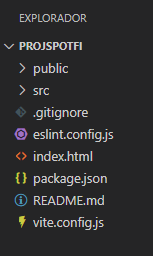 EXPLORADOR
PROJSPOTFI
public
src
.gitignore
eslint.config.js
index.html
package.json
README.md
vite.config.js